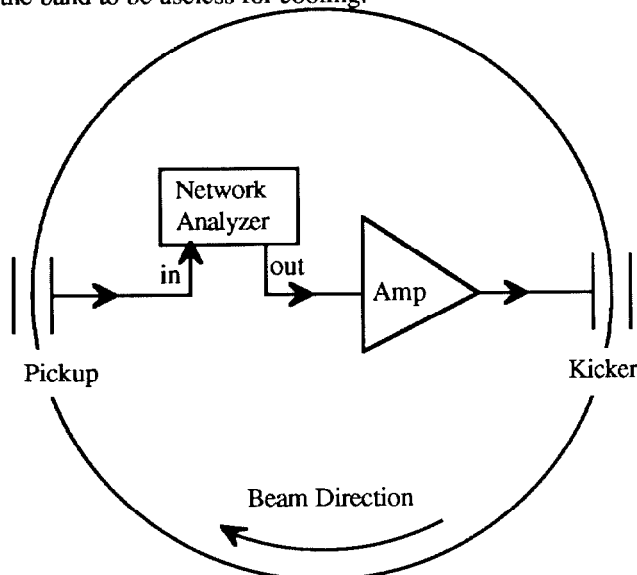 the band to be useless for cooling.
Network
Analyzer
in
out
Amp
Pickup
Kicker
Beam Direction